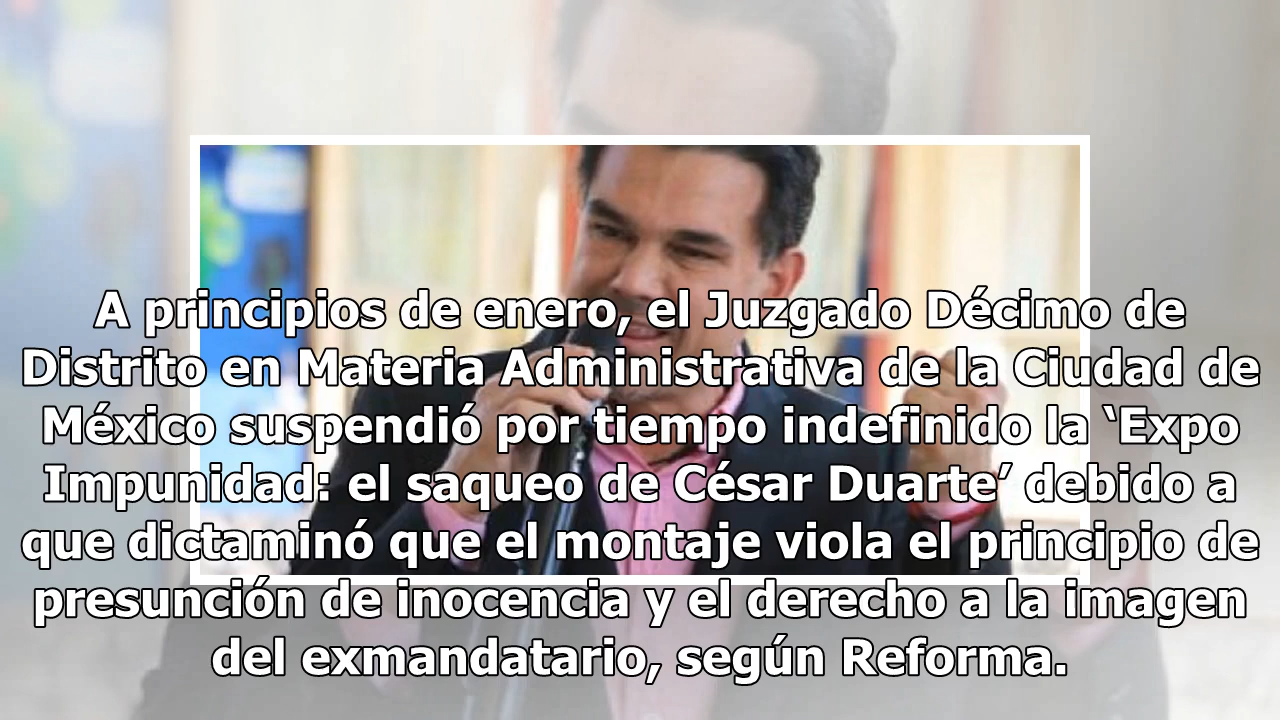 A principios de enero, el Juzgado Décimo de
Distrito en Materia Administrativa de la Ciudad de
México suspendió por tiempo indefinido la ‘Expo
Impunidad: el saqueo de César Duarte’ debido a
que dictaminó que el montaje viola el principio de
presunción de inocencia y el derecho a la imagen
del exmandatario, según Reforma.